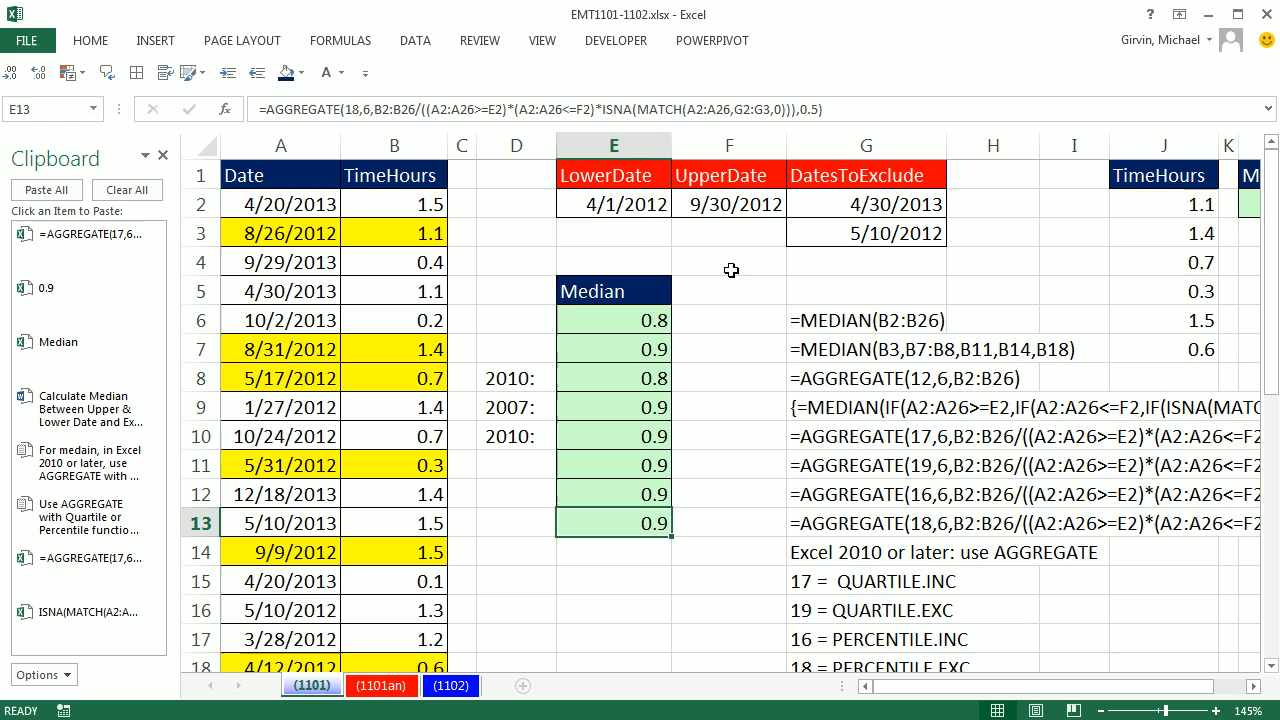 EMT1101-1102.xlsx - Excel
FILE HOME INSERT PAGE LAYOUT FORMULAS DATA REVIEW VIEW DEVELOPER POWERPIVOT Girvin, Michael
E13 =AGGREGATE(18,6,B2:B26/((A2:A26>=E2)*(A2:A26<=F2)*ISNA(MATCH(A2:A26,G2:G3,0))),0.5)
Clipboard
Paste All Clear All
Click an Item to Paste:
=AGGREGATE(17,6...
0.9
Median
Calculate Median
Between Upper &
Lower Date and Ex...
For medain, in Excel
2010 or later, use
AGGREGATE with ...
Use AGGREGATE
with Quartile or
Percentile functio...
=AGGREGATE(17,6...
ISNA(MATCH(A2:A...
Options
A B C D E F G H I J K
1 Date TimeHours LowerDate UpperDate DatesToExclude TimeHours M
2 4/20/2013 1.5 4/1/2012 9/30/2012 4/30/2013 1.1
3 8/26/2012 1.1 5/10/2012 1.4
4 9/29/2013 0.4 0.7
5 4/30/2013 1.1 Median 0.3
6 10/2/2013 0.2 0.8 =MEDIAN(B2:B26) 1.5
7 8/31/2012 1.4 0.9 =MEDIAN(B3,B7:B8,B11,B14,B18) 0.6
8 5/17/2012 0.7 2010: 0.8 =AGGREGATE(12,6,B2:B26)
9 1/27/2012 1.4 2007: 0.9 {=MEDIAN(IF(A2:A26>=E2,IF(A2:A26<=F2,IF(ISNA(MATC
10 10/24/2012 0.7 2010: 0.9 =AGGREGATE(17,6,B2:B26/((A2:A26>=E2)*(A2:A26<=F2
11 5/31/2012 0.3 0.9 =AGGREGATE(19,6,B2:B26/((A2:A26>=E2)*(A2:A26<=F2
12 12/18/2013 1.4 0.9 =AGGREGATE(16,6,B2:B26/((A2:A26>=E2)*(A2:A26<=F2
13 5/10/2013 1.5 0.9 =AGGREGATE(18,6,B2:B26/((A2:A26>=E2)*(A2:A26<=F2
14 9/9/2012 1.5 Excel 2010 or later: use AGGREGATE
15 4/20/2013 0.1 17 = QUARTILE.INC
16 5/10/2012 1.3 19 = QUARTILE.EXC
17 3/28/2012 1.2 16 = PERCENTILE.INC
18 4/12/2012 0.6 18 = PERCENTILE.EXC
(1101) (1101an) (1102)
READY 145%